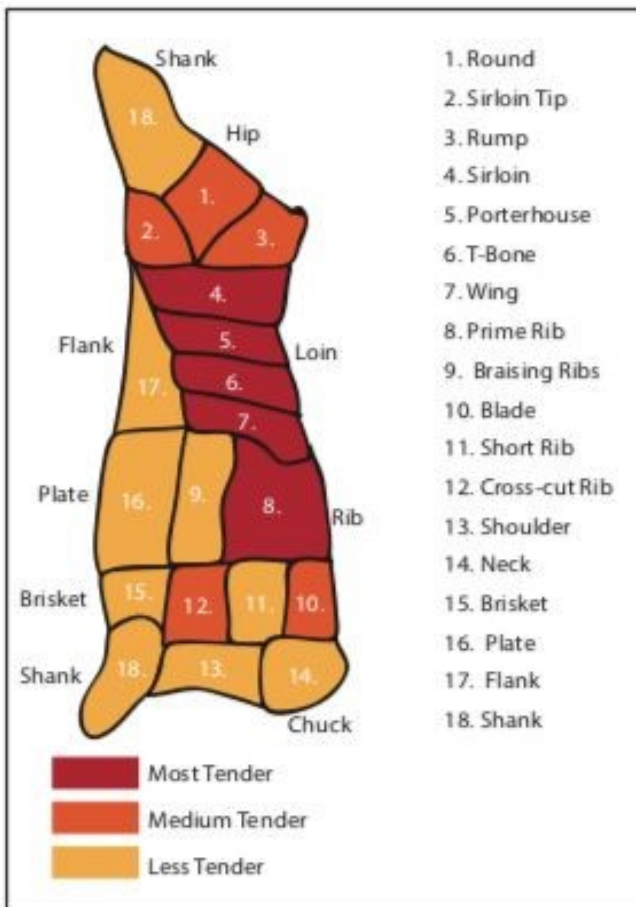 Shank
18.
Hip
1.
2.
3.
4.
Flank
5.
Loin
6.
17.
7.
Plate
16.
9.
8.
Rib
Brisket
15.
12.
11.
10.
Shank
18.
13.
14.
Chuck
Most Tender
Medium Tender
Less Tender
1. Round
2. Sirloin Tip
3. Rump
4. Sirloin
5. Porterhouse
6. T-Bone
7. Wing
8. Prime Rib
9. Braising Ribs
10. Blade
11. Short Rib
12. Cross-cut Rib
13. Shoulder
14. Neck
15. Brisket
16. Plate
17. Flank
18. Shank